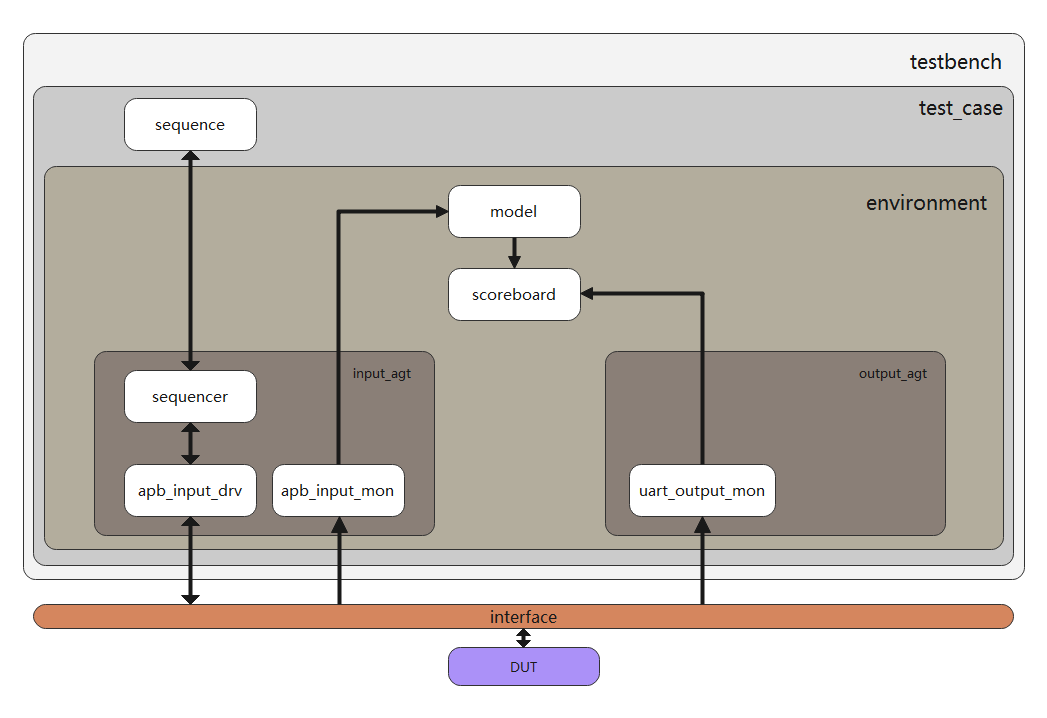 testbench
test_case
sequence
environment
model
scoreboard
input_agt
output_agt
sequencer
apb_input_drv
apb_input_mon
uart_output_mon
interface
DUT